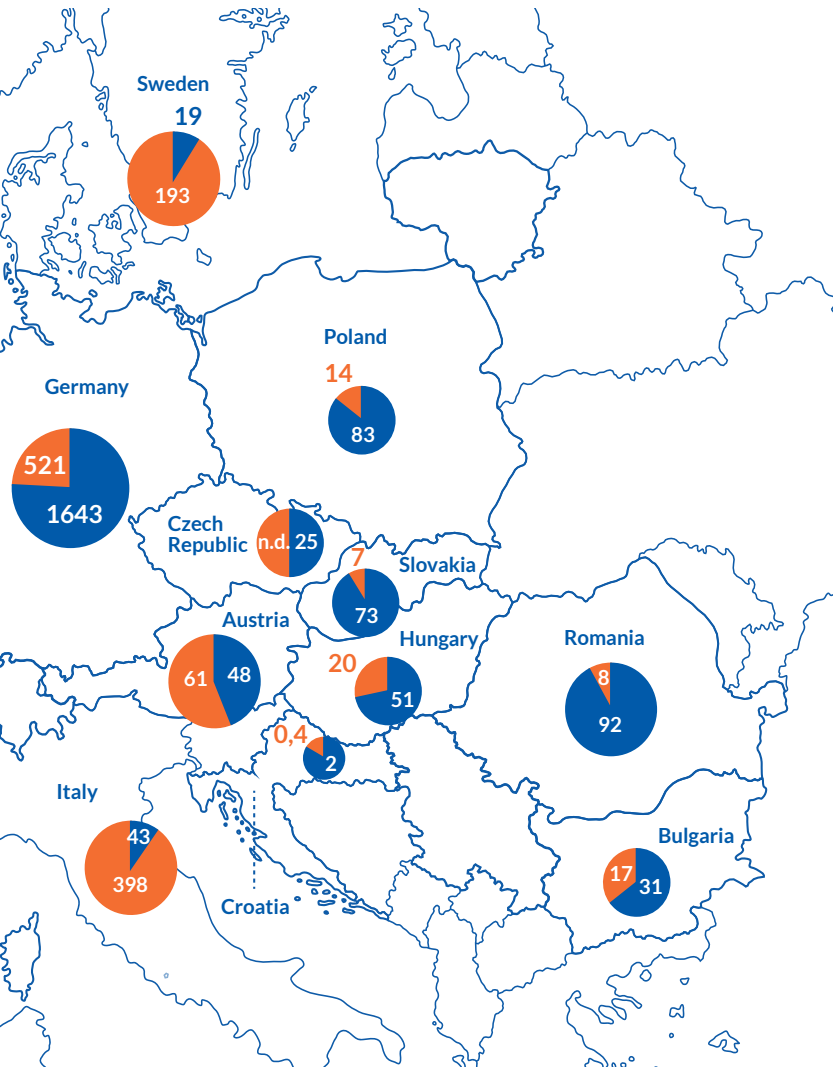 Sweden
19
193
Poland
14
83
Germany
521
1643
Czech
Republic
n.d. 25
7
Slovakia
73
Austria
61 48
Hungary
20
51
Romania
8
92
0,4
2
Italy
43
398
Bulgaria
17 31
Croatia